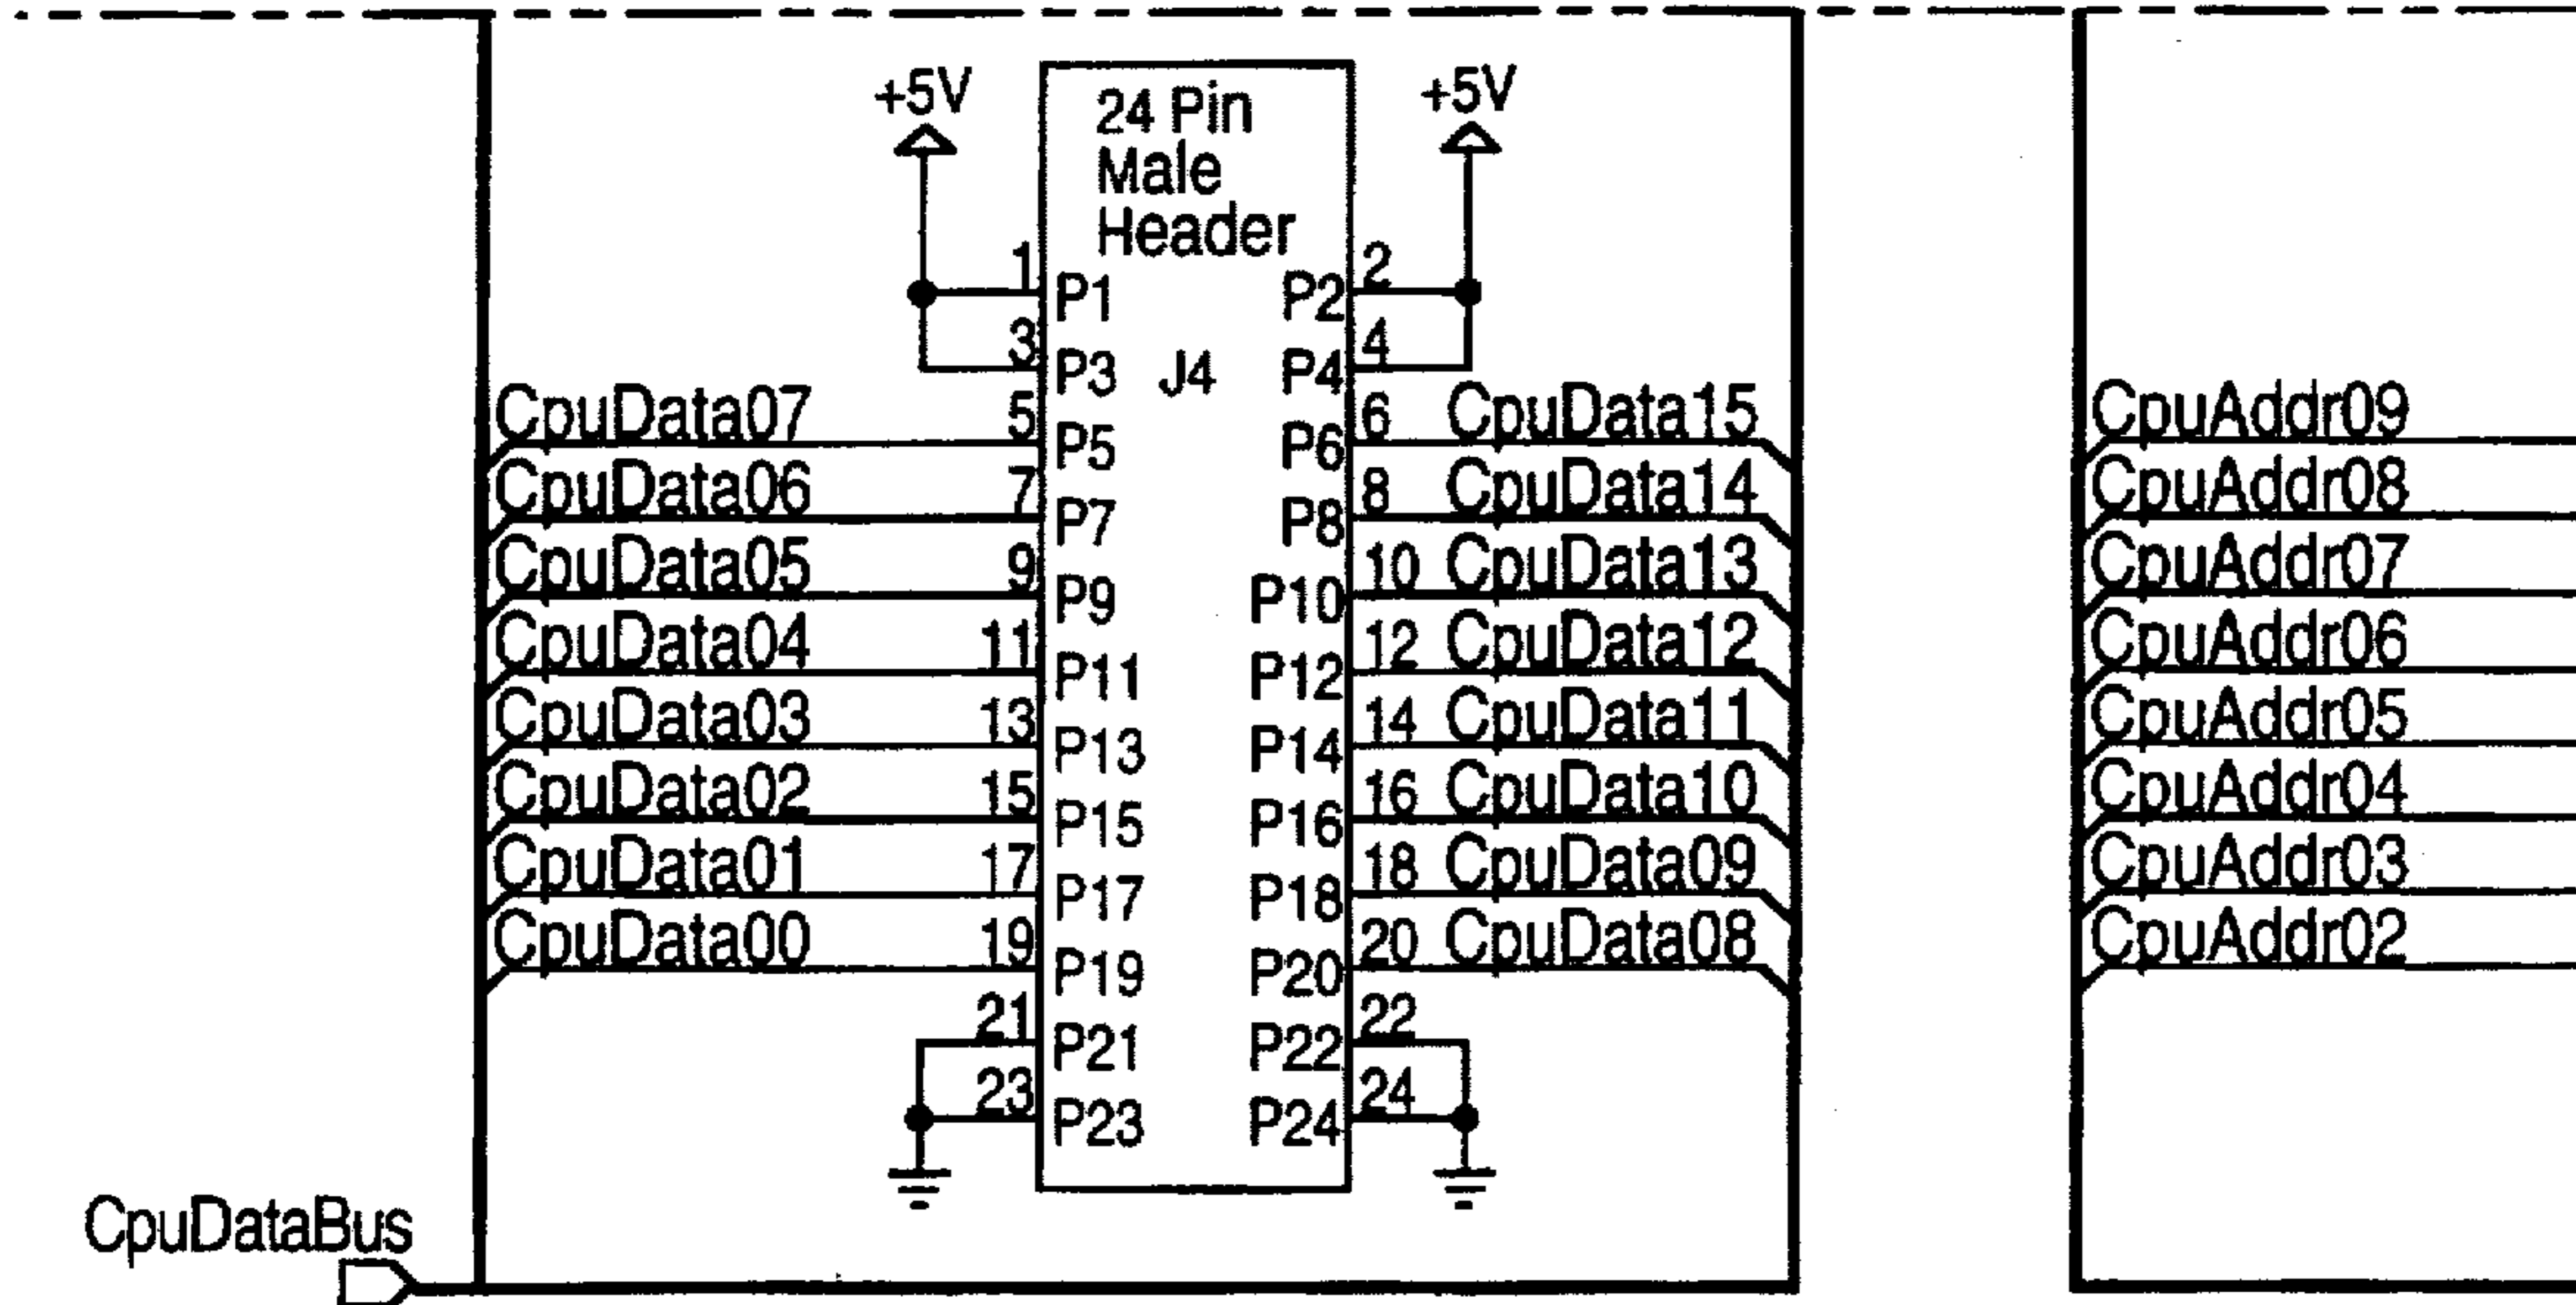 +5V
+5V
24 Pin
Male
Header
1
P1
P2
2
3
P3
J4
P4
4
CpuData07
5
P5
P6
6
CpuData15
CpuAddr09
CpuData06
7
P7
P8
8
CpuData14
CpuAddr08
CpuData05
9
P9
P10
10
CpuData13
CpuAddr07
CpuData04
11
P11
P12
12
CpuData12
CpuAddr06
CpuData03
13
P13
P14
14
CpuData11
CpuAddr05
CpuData02
15
P15
P16
16
CpuData10
CpuAddr04
CpuData01
17
P17
P18
18
CpuData09
CpuAddr03
CpuData00
19
P19
P20
20
CpuData08
CpuAddr02
21
P21
P22
22
23
P23
P24
24
CpuDataBus